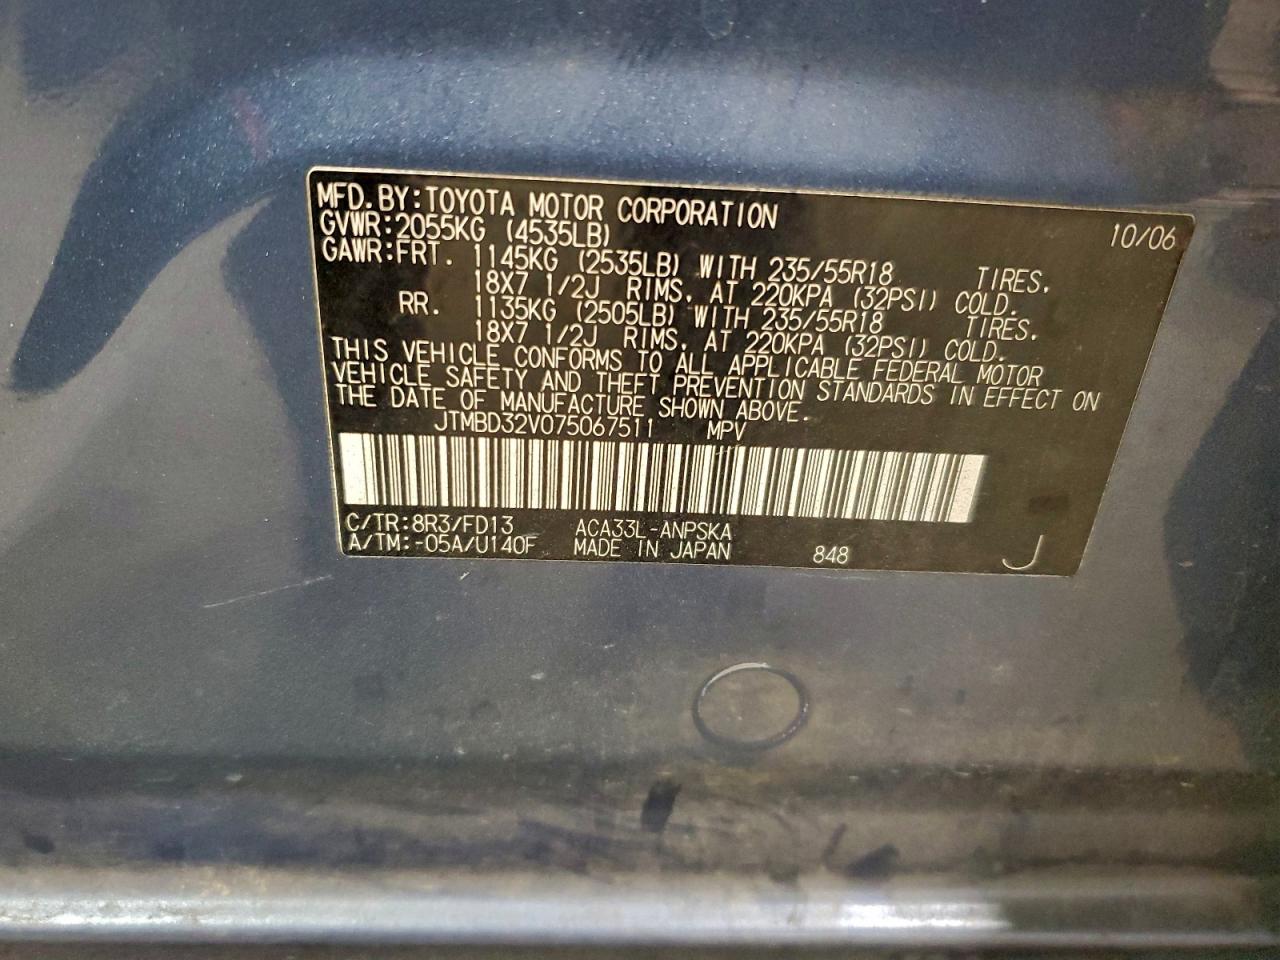 MFD. BY: TOYOTA MOTOR CORPORATION 10/06
GVWR: 2055KG (4535LB)
GAWR: FRT. 1145KG (2535LB) WITH 235/55R18 TIRES.
18X7 1/2J RIMS, AT 220KPA (32PSI) COLD.
RR. 1135KG (2505LB) WITH 235/55R18 TIRES.
18X7 1/2J RIMS, AT 220KPA (32PSI) COLD.
THIS VEHICLE CONFORMS TO ALL APPLICABLE FEDERAL MOTOR
VEHICLE SAFETY AND THEFT PREVENTION STANDARDS IN EFFECT ON
THE DATE OF MANUFACTURE SHOWN ABOVE.
JTMBD32V075067511 MPV
C/TR: 8R3/FD13 ACA33L-ANPSKA
A/TM: -05A/U140F MADE IN JAPAN 848 J